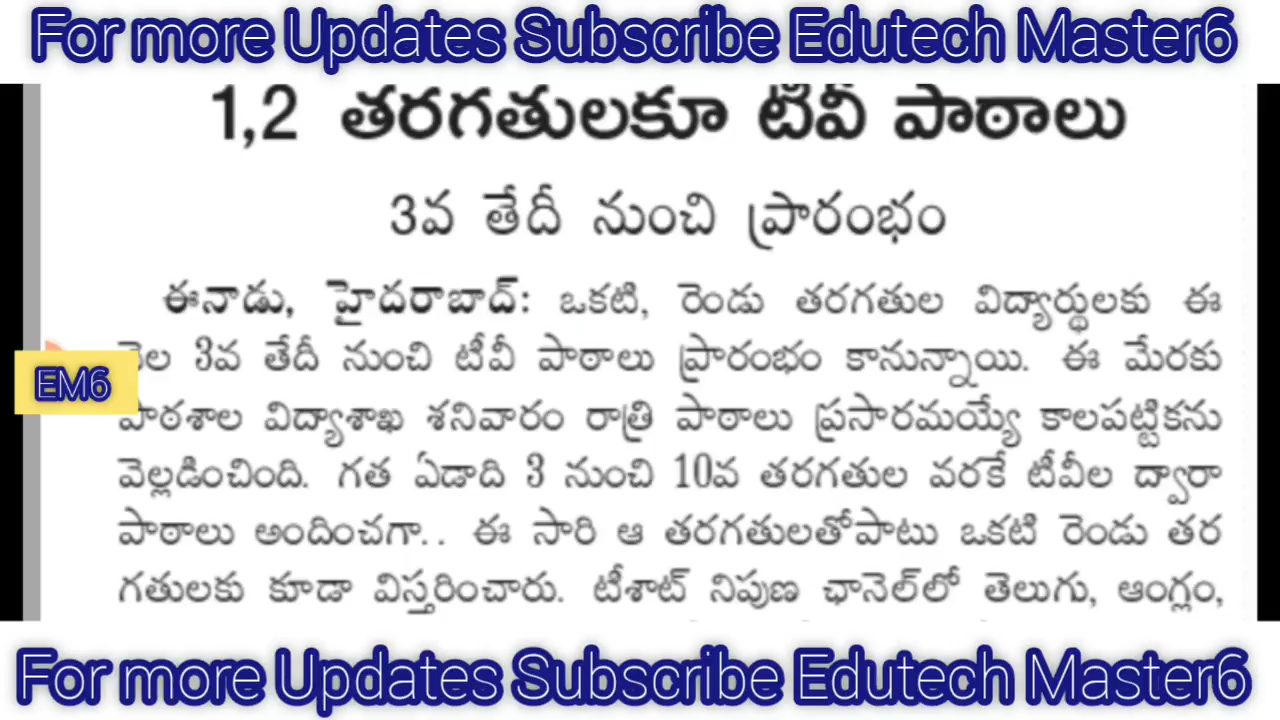 For more Updates Subscribe Edutech Master6
1,2 తరగతులకూ టీవీ పాఠాలు
3వ తేదీ నుంచి ప్రారంభం
ఈనాడు, హైదరాబాద్: ఒకటి, రెండు తరగతుల విద్యార్థులకు ఈ
నెల 3వ తేదీ నుంచి టీవీ పాఠాలు ప్రారంభం కానున్నాయి. ఈ మేరకు
EM6
పాఠశాల విద్యాశాఖ శనివారం రాత్రి పాఠాలు ప్రసారమయ్యే కాలపట్టికను
వెల్లడించింది. గత ఏడాది 3 నుంచి 10వ తరగతుల వరకే టీవీల ద్వారా
పాఠాలు అందించగా.. ఈ సారి ఆ తరగతులతోపాటు ఒకటి రెండు తర
గతులకు కూడా విస్తరించారు. టీశాట్ నిపుణ ఛానెల్‌లో తెలుగు, ఆంగ్లం,
For more Updates Subscribe Edutech Master6